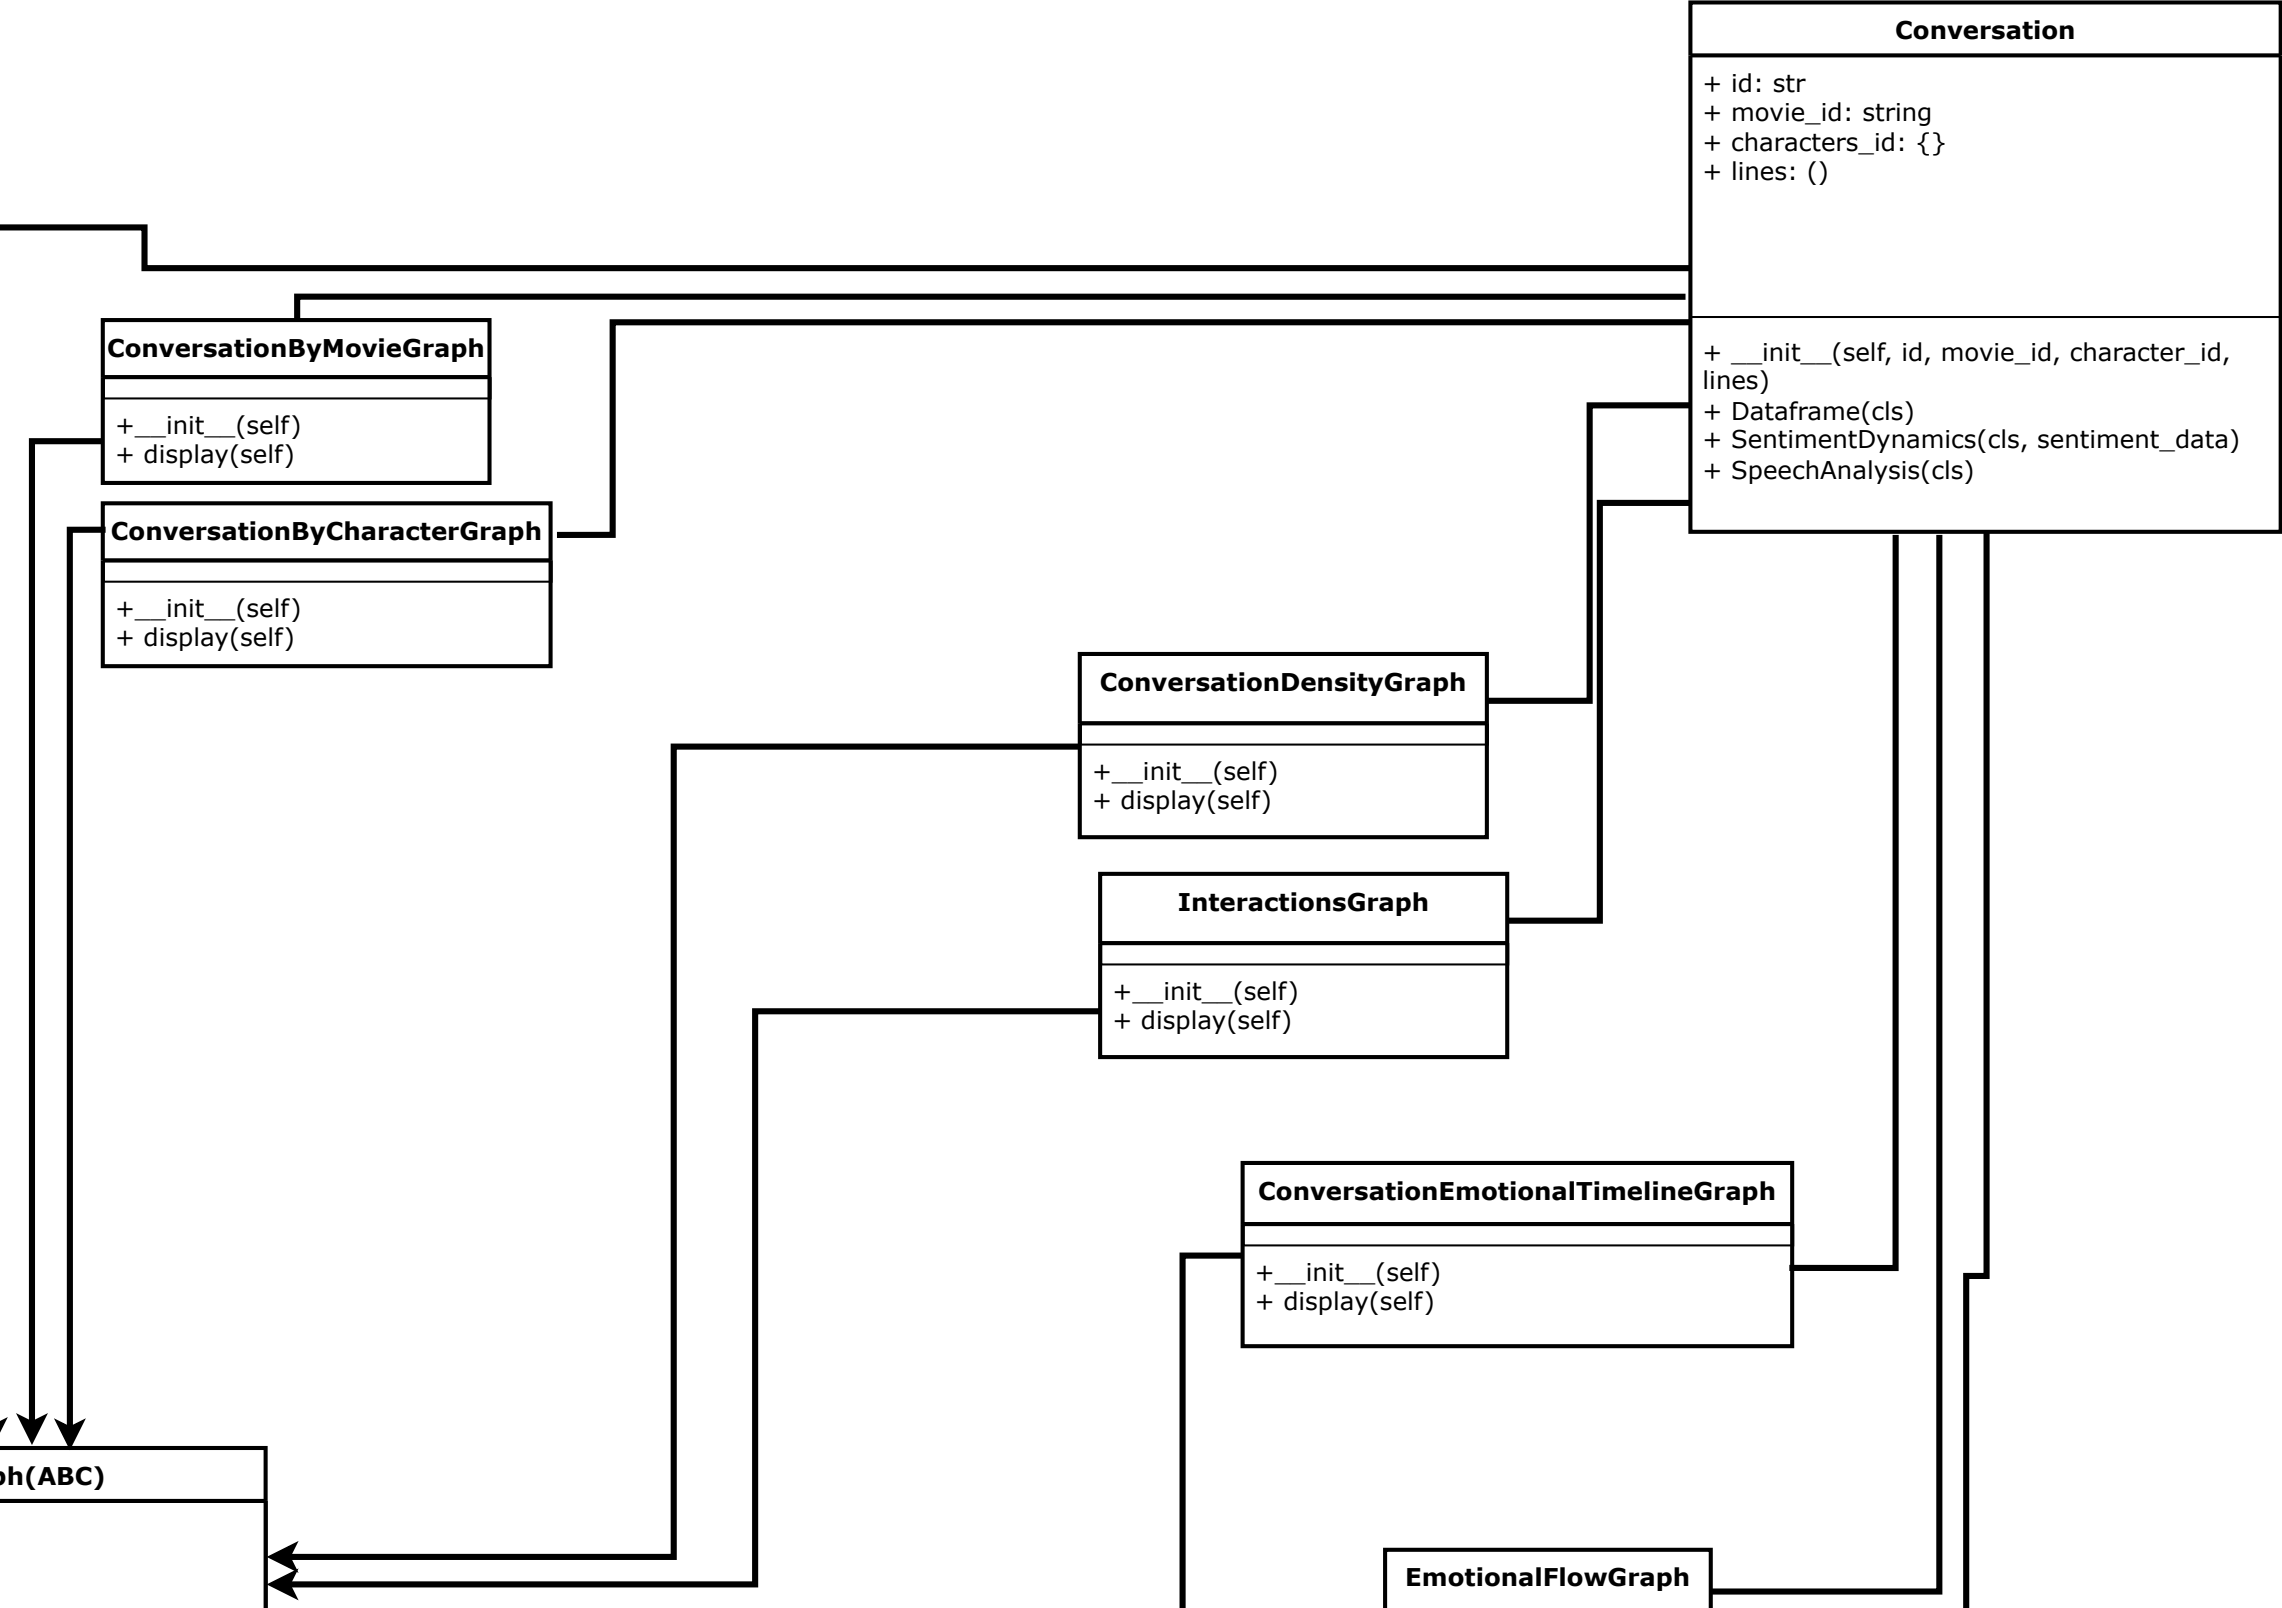 Conversation
+ id: str
+ movie_id: string
+ characters_id: {}
+ lines: ()
+ __init__(self, id, movie_id, character_id,
lines)
+ Dataframe(cls)
+ SentimentDynamics(cls, sentiment_data)
+ SpeechAnalysis(cls)
ConversationByMovieGraph
+__init__(self)
+ display(self)
ConversationByCharacterGraph
+__init__(self)
+ display(self)
ConversationDensityGraph
+__init__(self)
+ display(self)
InteractionsGraph
+__init__(self)
+ display(self)
ConversationEmotionalTimelineGraph
+__init__(self)
+ display(self)
ph(ABC)
EmotionalFlowGraph